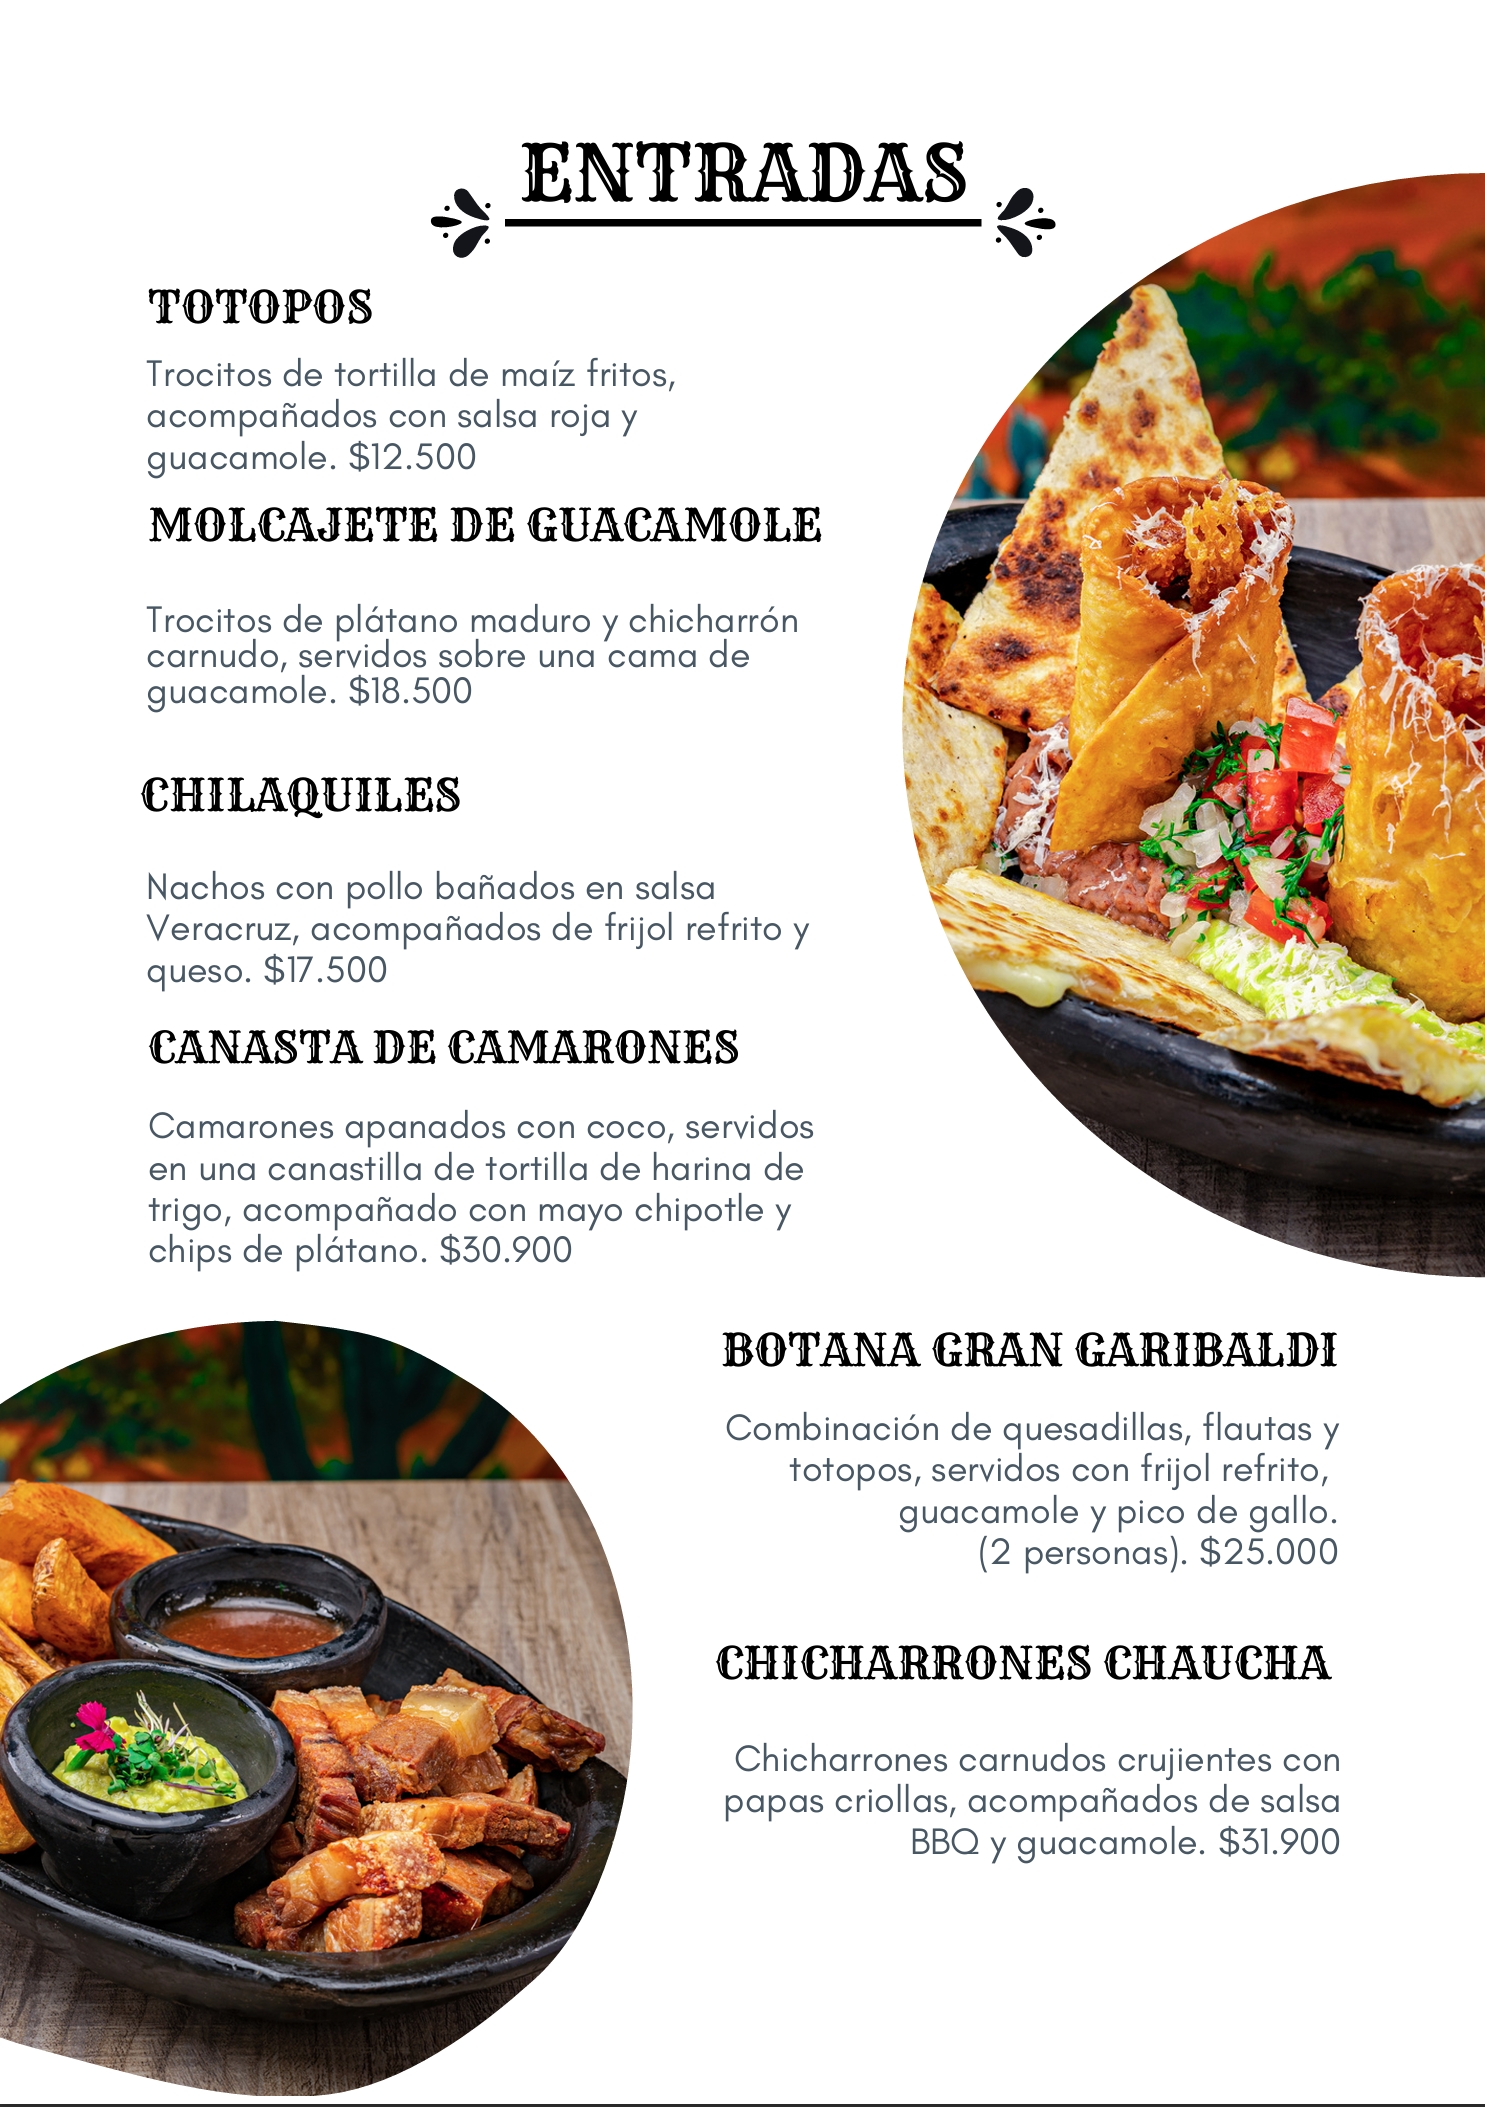 ENTRADAS
TOTOPOS
Trocitos de tortilla de maíz fritos,
acompañados con salsa roja y
guacamole. $12.500
MOLCAJETE DE GUACAMOLE
Trocitos de plátano maduro y chicharrón
carnudo, servidos sobre una cama de
guacamole. $18.500
CHILAQUILES
Nachos con pollo bañados en salsa
Veracruz, acompañados de frijol refrito y
queso. $17.500
CANASTA DE CAMARONES
Camarones apanados con coco, servidos
en una canastilla de tortilla de harina de
trigo, acompañado con mayo chipotle y
chips de plátano. $30.900
BOTANA GRAN GARIBALDI
Combinación de quesadillas, flautas y
totopos, servidos con frijol refrito,
guacamole y pico de gallo.
(2 personas). $25.000
CHICHARRONES CHAUCHA
Chicharrones carnudos crujientes con
papas criollas, acompañados de salsa
BBQ y guacamole. $31.900